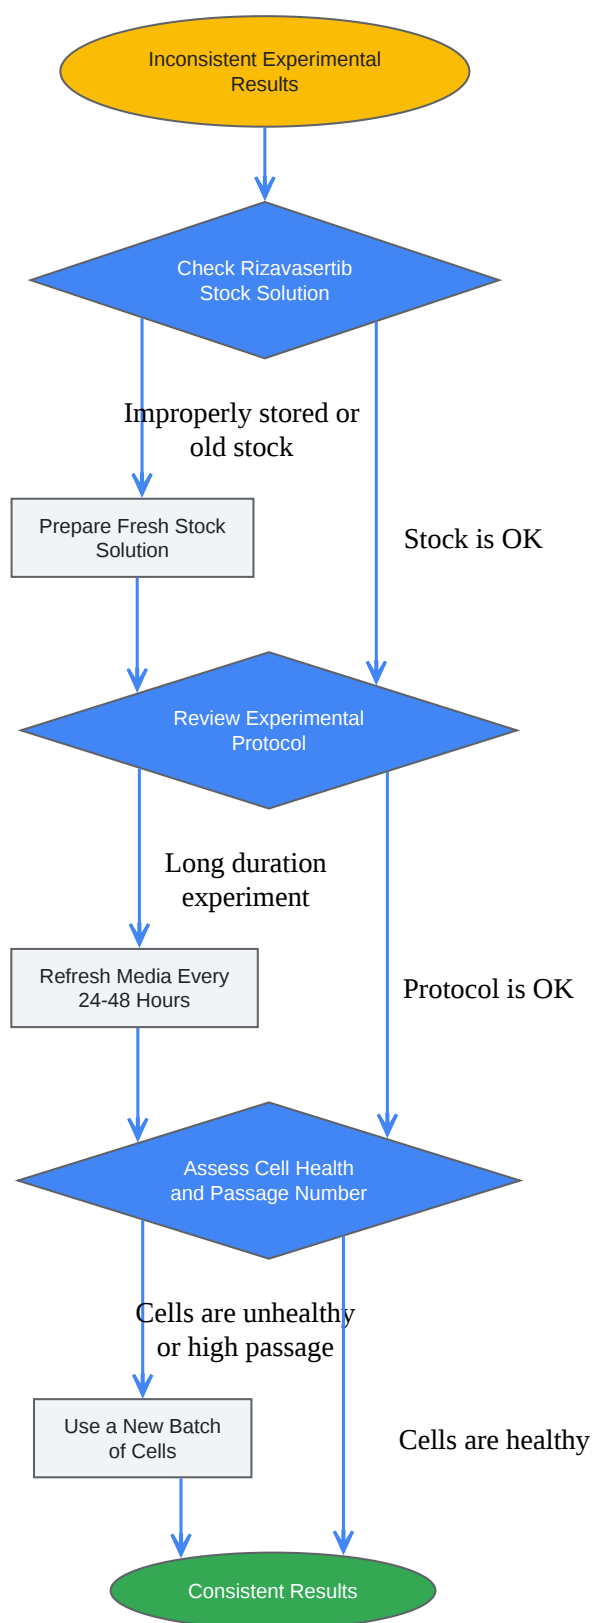 Inconsistent Experimental
Results
Check Rizavasertib
Stock Solution
Improperly stored or
old stock
Prepare Fresh Stock
Solution
Stock is OK
Review Experimental
Protocol
Long duration
experiment
Refresh Media Every
24-48 Hours
Protocol is OK
Assess Cell Health
and Passage Number
Cells are unhealthy
or high passage
Use a New Batch
of Cells
Cells are healthy
Consistent Results